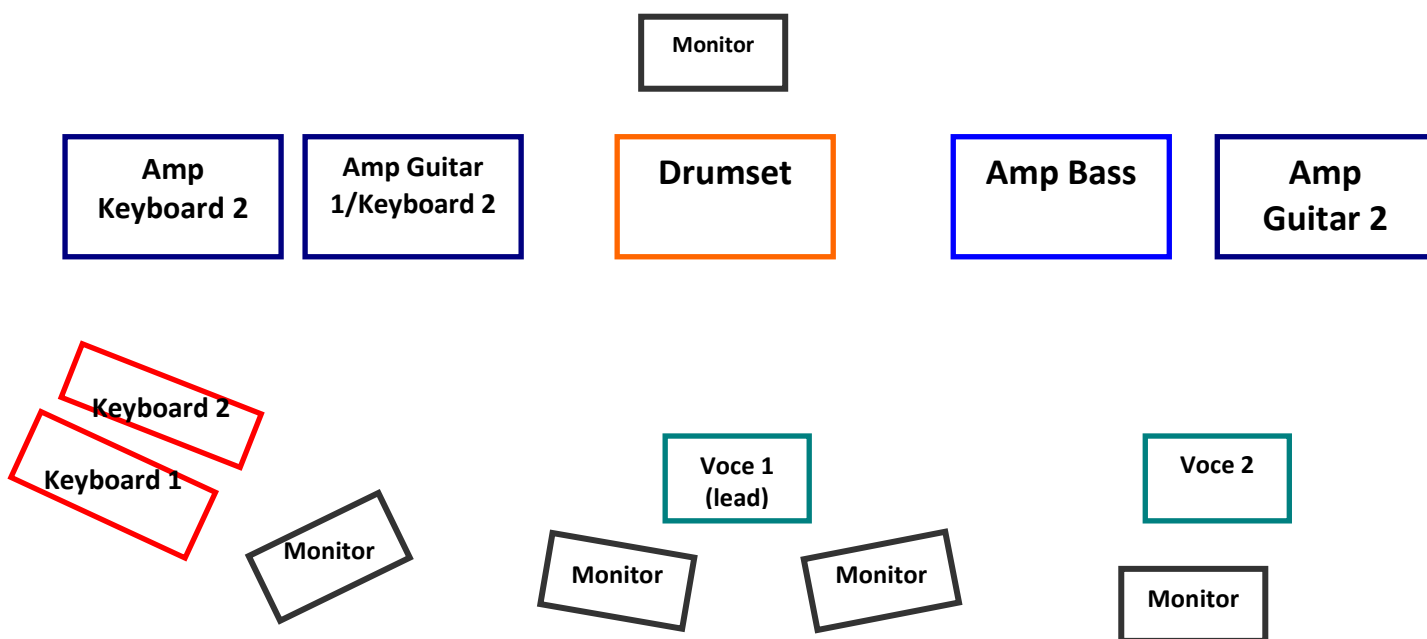 Monitor
Amp
Keyboard 2
Amp Guitar
1/Keyboard 2
Drumset
Amp Bass
Amp
Guitar 2
Keyboard 2
Keyboard 1
Voce 1
(lead)
Voce 2
Monitor
Monitor
Monitor
Monitor